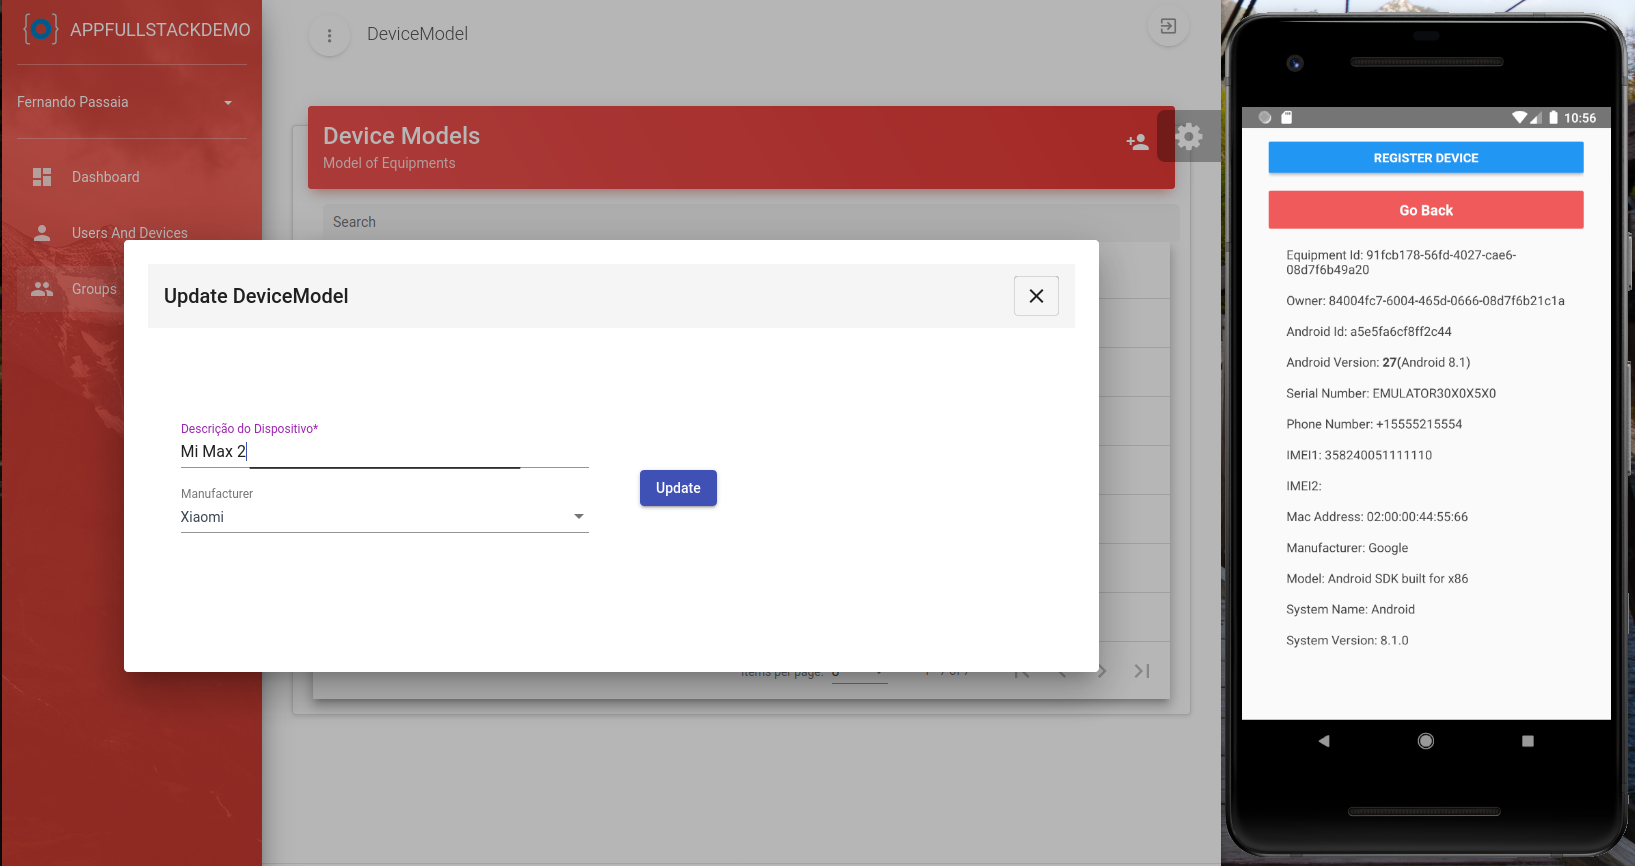 APPFULLSTACKDEMO
Fernando Passaia
Dashboard
Users And Devices
Groups
DeviceModel
Device Models
Model of Equipments
Search
Update DeviceModel
Descrição do Dispositivo*
Mi Max 2
Manufacturer
Xiaomi
Update
Items per page:
10:56
REGISTER DEVICE
Go Back
Equipment Id: 91fcb178-56fd-4027-cae6-
08d7f6b49a20
Owner: 84004fc7-6004-465d-0666-08d7f6b21c1a
Android Id: a5e5fa6cf8ff2c44
Android Version: 27(Android 8.1)
Serial Number: EMULATOR30X0X5X0
Phone Number: +15555215554
IMEI1: 358240051111110
IMEI2:
Mac Address: 02:00:00:44:55:66
Manufacturer: Google
Model: Android SDK built for x86
System Name: Android
System Version: 8.1.0